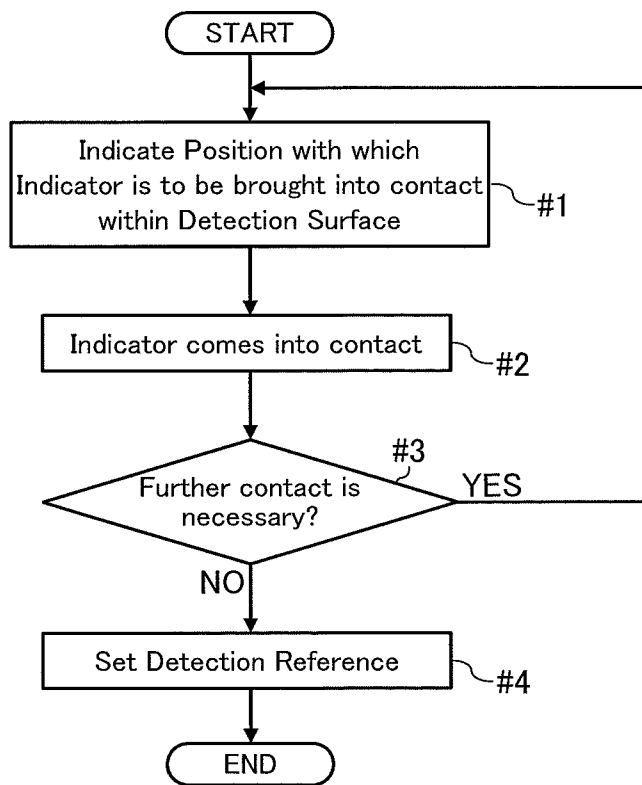 START
Indicate Position with which
Indicator is to be brought into contact
within Detection Surface
#1
Indicator comes into contact
#2
#3
Further contact is
necessary?
YES
NO
Set Detection Reference
#4
END